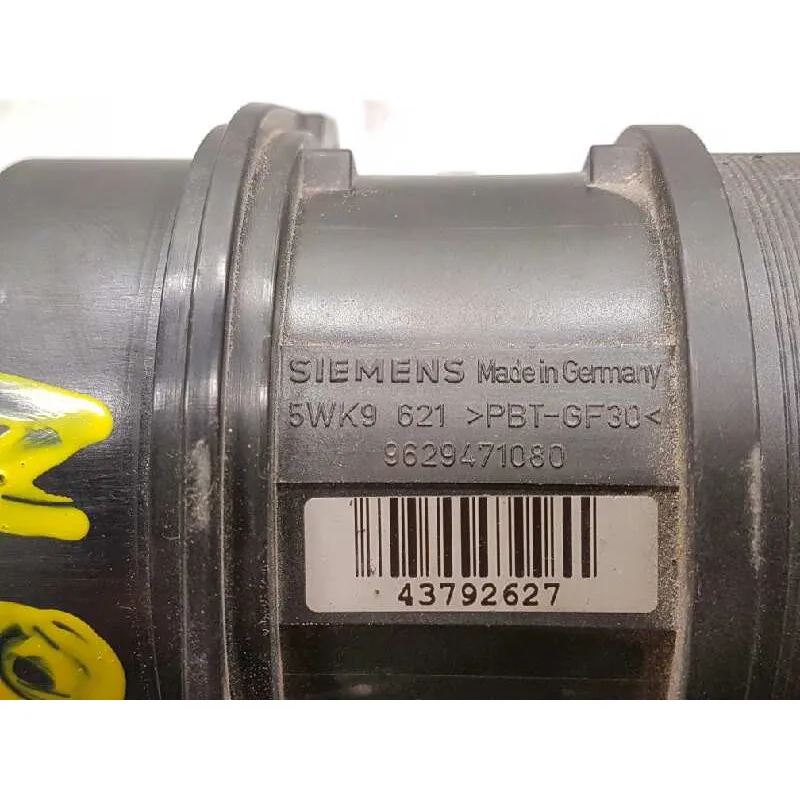 SIEMENS Made in Germany
5WK9 621 >PBT-GF30<
9629471080
43792627